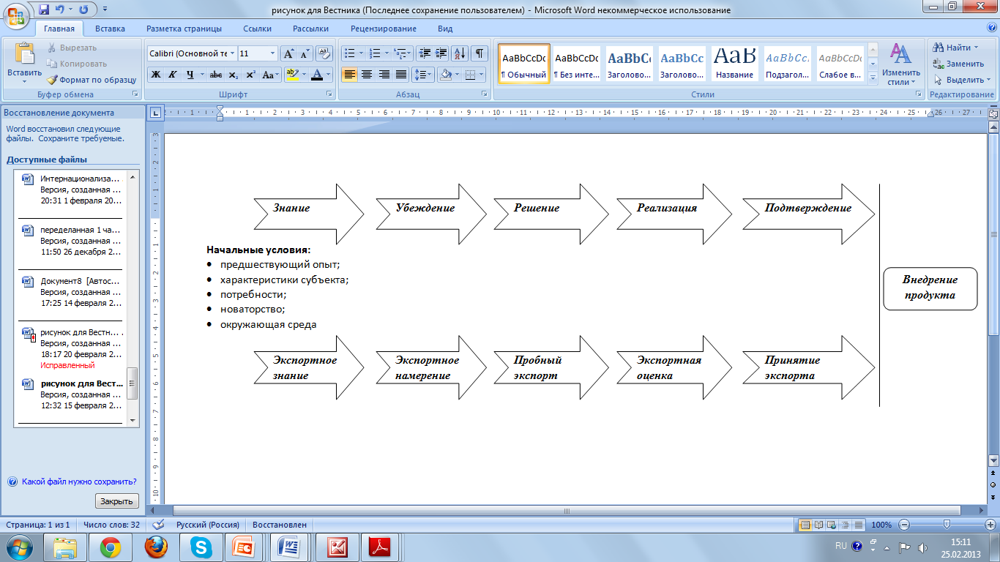 рисунок для Вестника (Последнее сохранение пользователем) - Microsoft Word некоммерческое использование
Главная Вставка Разметка страницы Ссылки Рассылки Рецензирование Вид
Вставить
Вырезать
Копировать
Формат по образцу
Буфер обмена
Calibri (Основной те 11
Ж К Ч abc x₂ x² Aa
Шрифт
Абзац
AaBbCcDc AaBbCcDc AaBbCc AaBbCc AaB AaBbCc. AaBbCcDc
¶ Обычный ¶ Без инте... Заголово... Заголово... Название Подзагол... Слабое в...
Изменить
стили
Стили
Найти
Заменить
Выделить
Редактирование
Восстановление документа
Word восстановил следующие
файлы. Сохраните требуемые.
Доступные файлы
Интернационализа...
Версия, созданная ...
20:31 1 февраля 20...
переделанная 1 ча...
Версия, созданная ...
11:50 26 декабря 2...
Документ8 [Автос...
Версия, созданная ...
17:25 14 февраля 2...
рисунок для Вестн... .
Версия, созданная ...
18:17 20 февраля 2...
Исправленный
рисунок для Вест...
Версия, созданная ...
12:32 15 февраля 2...
Какой файл нужно сохранить?
Закрыть
Знание
Убеждение
Решение
Реализация
Подтверждение
Начальные условия:
• предшествующий опыт;
• характеристики субъекта;
• потребности;
• новаторство;
• окружающая среда
Внедрение
продукта
Экспортное
знание
Экспортное
намерение
Пробный
экспорт
Экспортная
оценка
Принятие
экспорта
Страница: 1 из 1 Число слов: 32 Русский (Россия) Восстановлен 100%
RU
15:11
25.02.2013